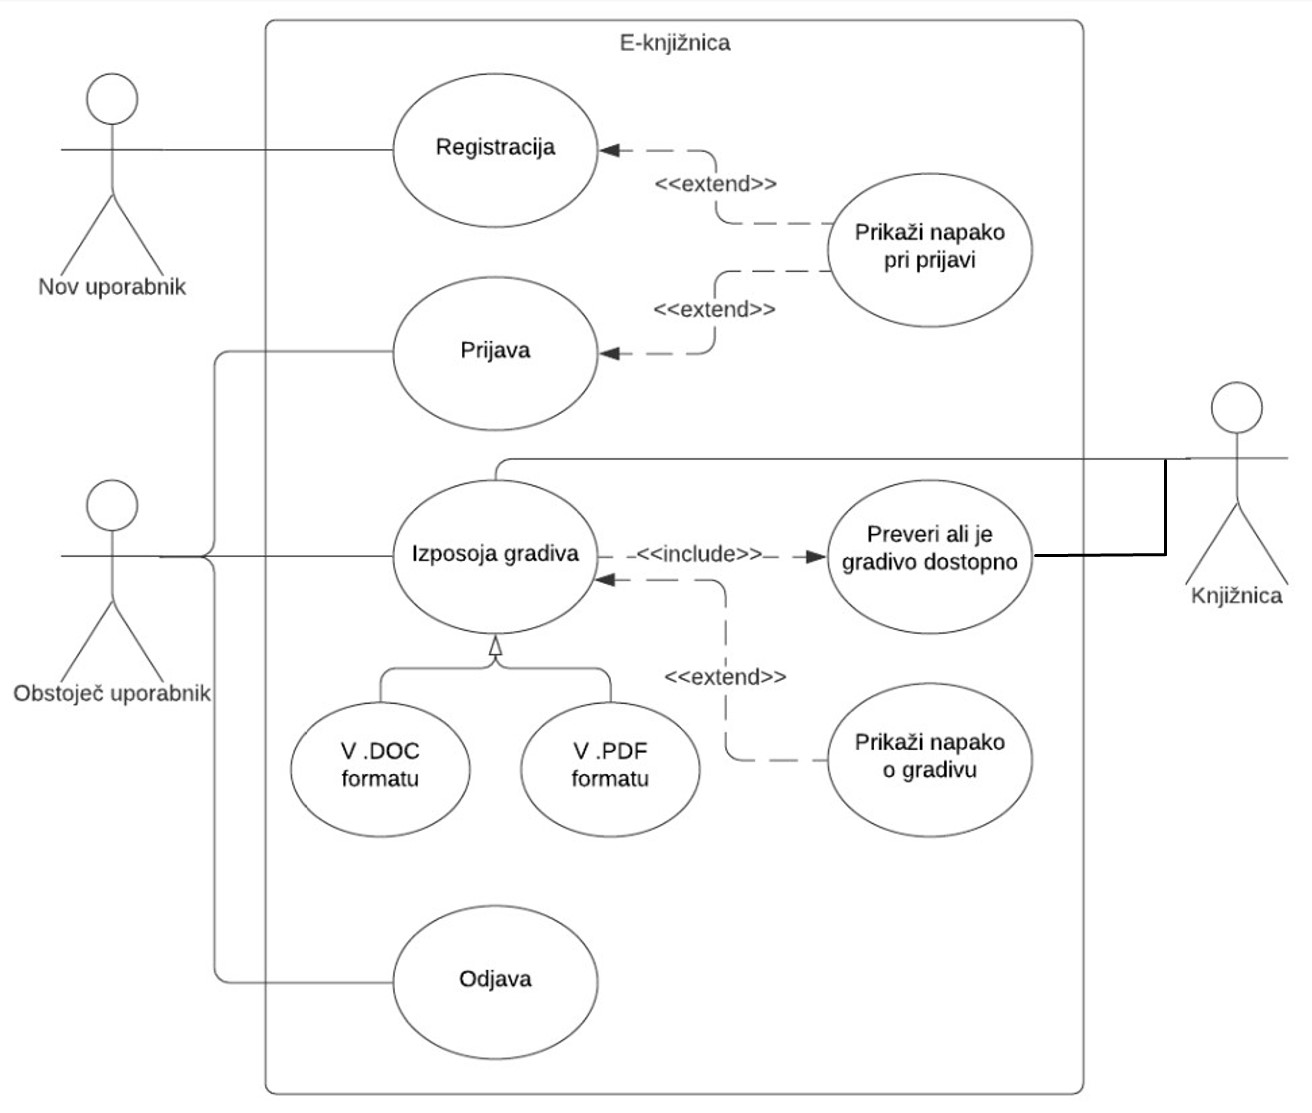 E-knjižnica
Registracija
<<extend>>
Prikaži napako
pri prijavi
Nov uporabnik
<<extend>>
Prijava
Izposoja gradiva
<<include>>
Preveri ali je
gradivo dostopno
Knjižnica
Obstoječ uporabnik
<<extend>>
V .DOC
formatu
V .PDF
formatu
Prikaži napako
o gradivu
Odjava